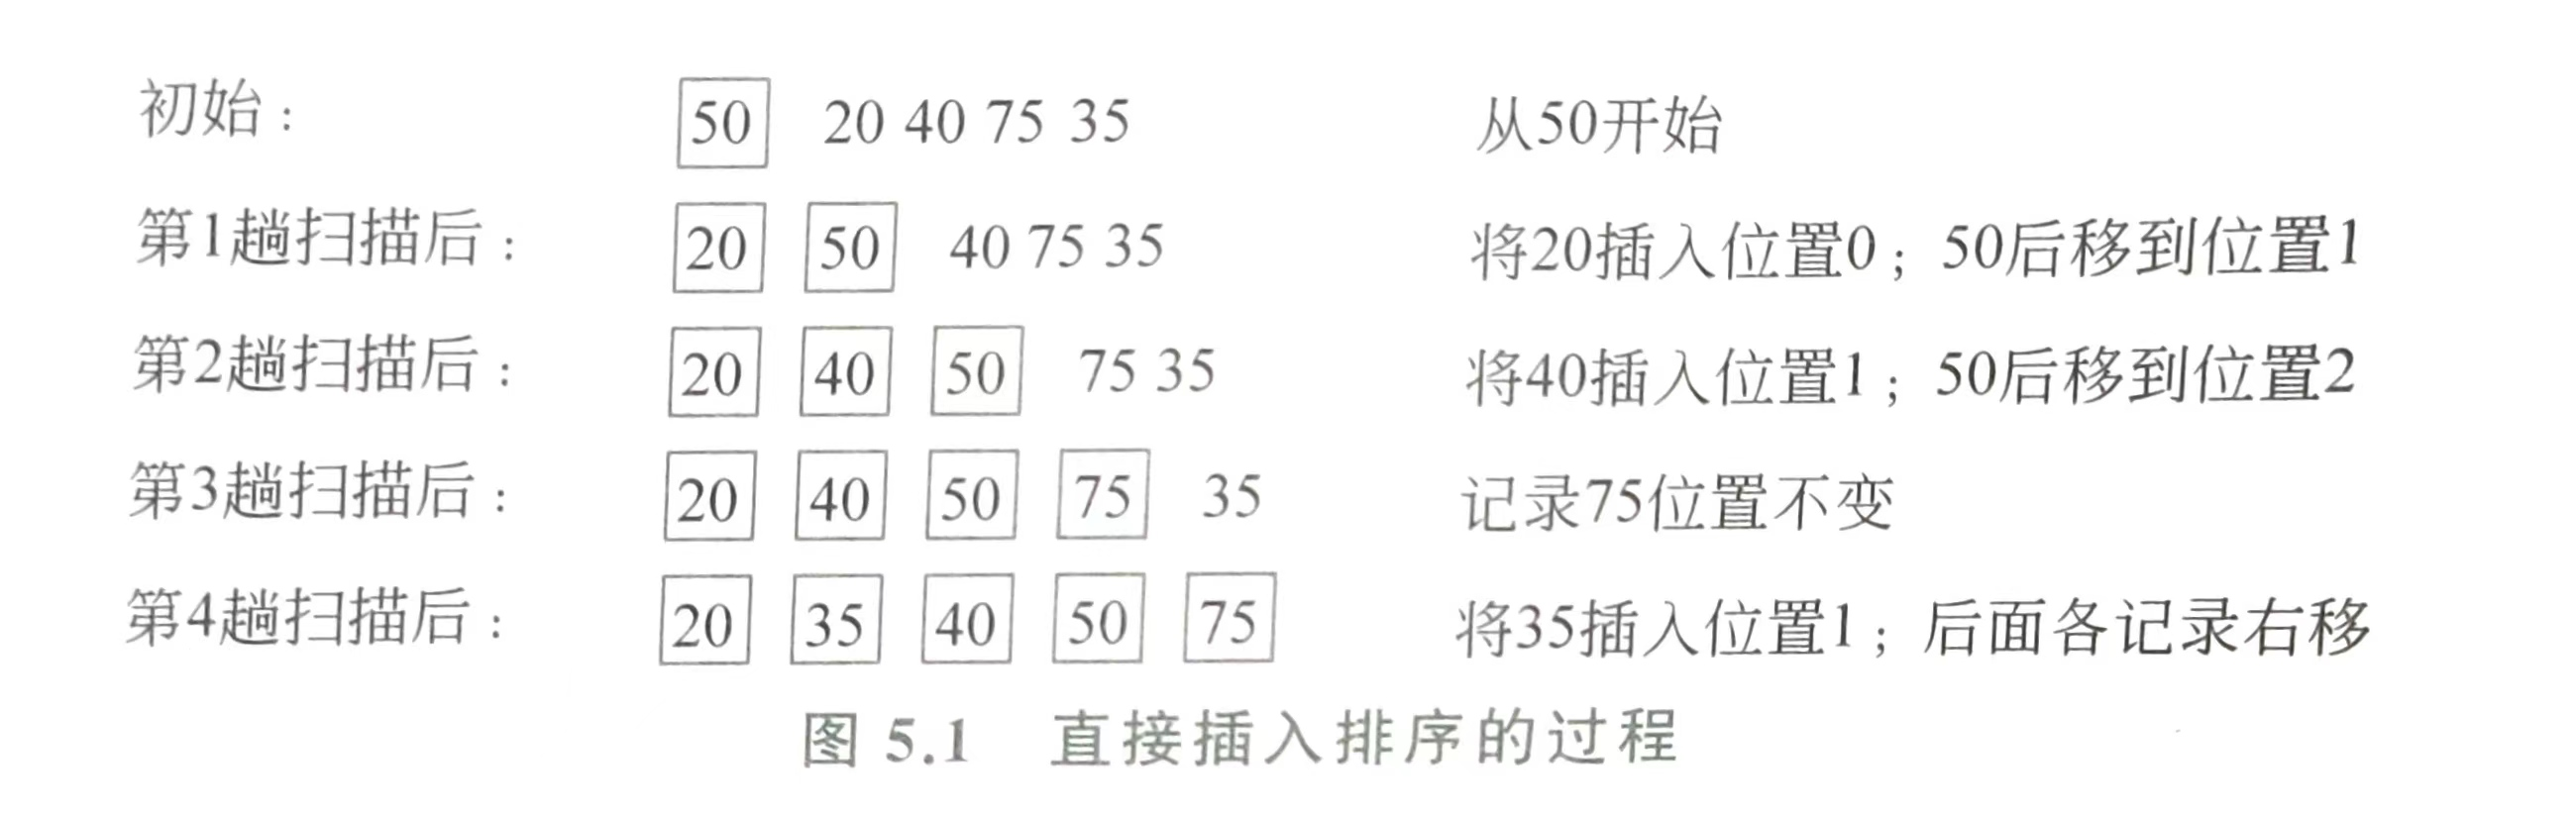 初始: 50 20 40 75 35 从50开始
第1趟扫描后: 20 50 40 75 35 将20插入位置0; 50后移到位置1
第2趟扫描后: 20 40 50 75 35 将40插入位置1; 50后移到位置2
第3趟扫描后: 20 40 50 75 35 记录75位置不变
第4趟扫描后: 20 35 40 50 75 将35插入位置1; 后面各记录右移
图 5.1 直接插入排序的过程